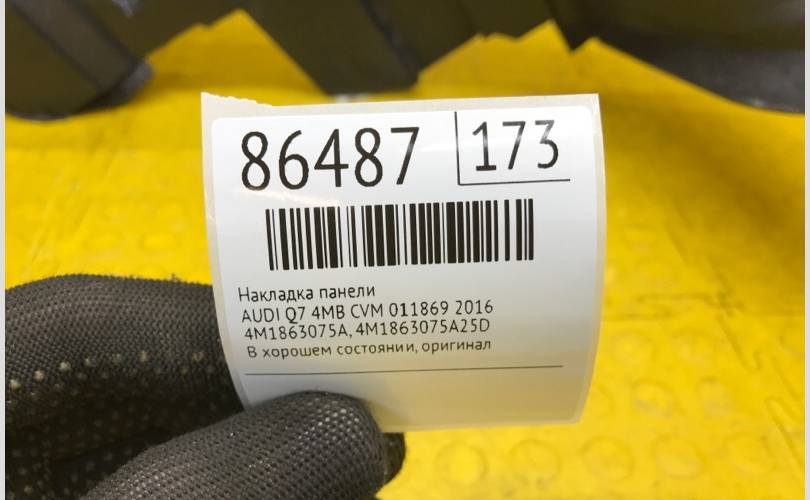 86487
173
Накладка панели
AUDI Q7 4MB CVM 011869 2016
4M1863075A, 4M1863075A25D
В хорошем состоянии, оригинал